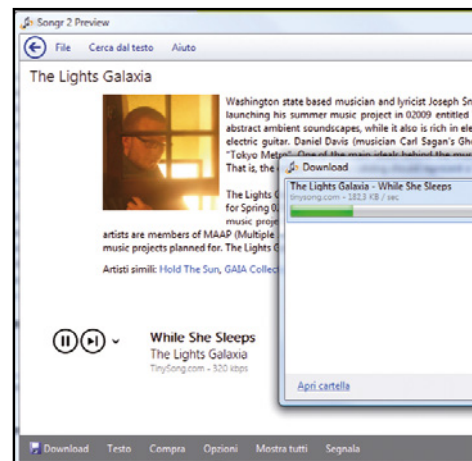 Songr 2 Preview
File Cerca dal testo Aiuto
The Lights Galaxia
Washington state based musician and lyricist Joseph Sn
launching his summer music project in 02009 entitled
abstract ambient soundscapes, while it also is rich in ele
electric guitar. Daniel Davis (musician Carl Sagan's Gho
"Tokyo Metro". One of the main ideals behind the musi
That is, the
The Lights G
for Spring 0
music proje
artists are members of MAAP (Multiple
music projects planned for. The Lights G
Artisti simili: Hold The Sun, GAIA Collec
Download
The Lights Galaxia - While She Sleeps
tinysong.com - 182,3 KB / sec
Apri cartella
While She Sleeps
The Lights Galaxia
TinySong.com - 320 kbps
Download Testo Compra Opzioni Mostra tutti Segnala